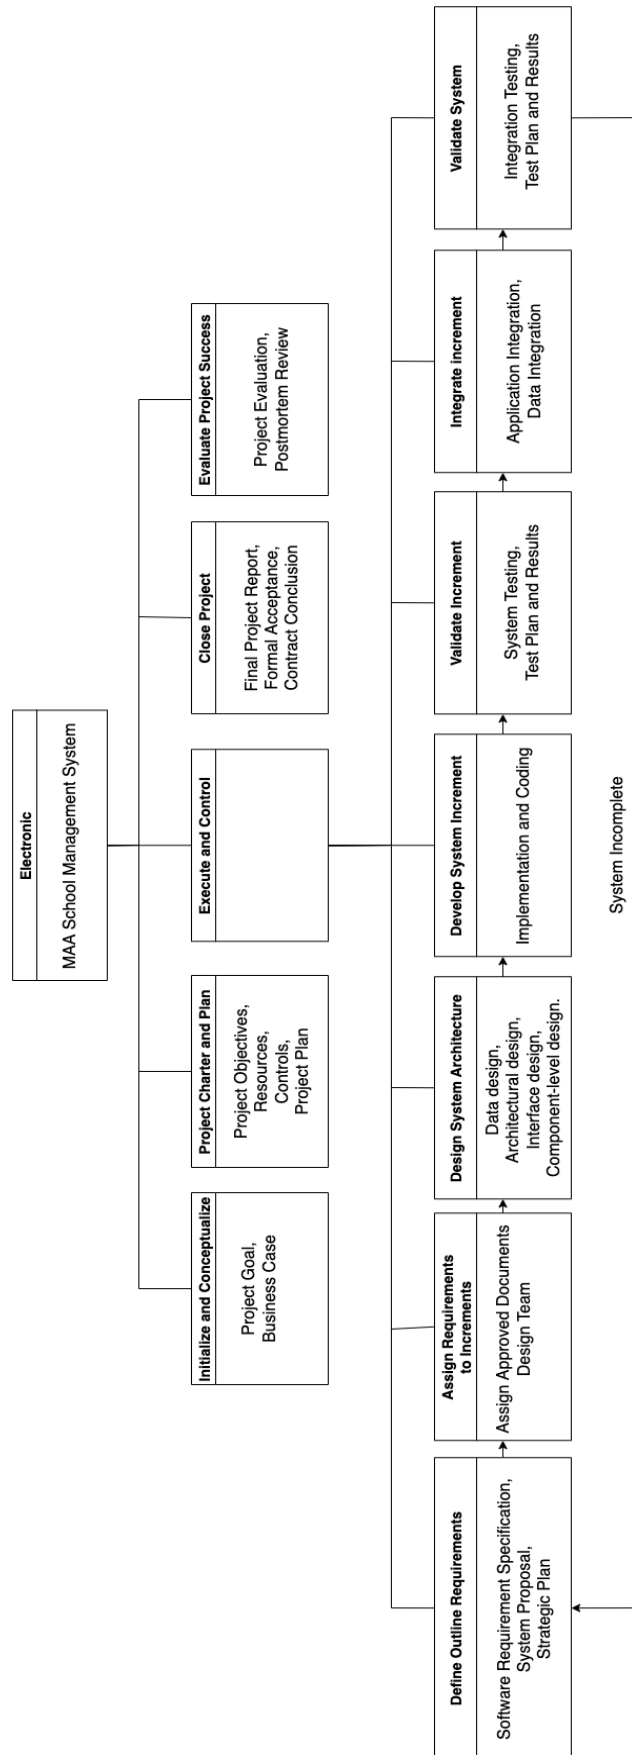 Electronic
MAA School Management System
Initialize and Conceptualize
Project Goal,
Business Case
Project Charter and Plan
Project Objectives,
Resources,
Controls,
Project Plan
Execute and Control
Close Project
Final Project Report,
Formal Acceptance,
Contract Conclusion
Evaluate Project Success
Project Evaluation,
Postmortem Review
Define Outline Requirements
Software Requirement Specification,
System Proposal,
Strategic Plan
Assign Requirements
to Increments
Assign Approved Documents
Design Team
Design System Architecture
Data design,
Architectural design,
Interface design,
Component-level design.
Develop System Increment
Implementation and Coding
Validate Increment
System Testing,
Test Plan and Results
Integrate increment
Application Integration,
Data Integration
Validate System
Integration Testing,
Test Plan and Results
System Incomplete